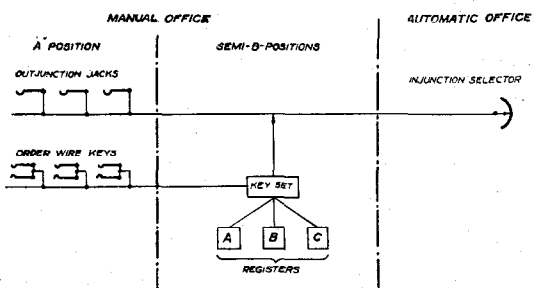 MANUAL OFFICE
AUTOMATIC OFFICE
A POSITION
SEMI-B-POSITIONS
OUTJUNCTION JACKS
INJUNCTION SELECTOR
ORDER WIRE KEYS
KEY SET
A B C
REGISTERS